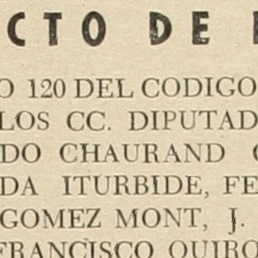 CTO DE
O 120 DEL CODIGO
LOS CC. DIPUTAD
DO CHAURAND
DA ITURBIDE, FE
GOMEZ MONT, J.
FRANCISCO QUIRO